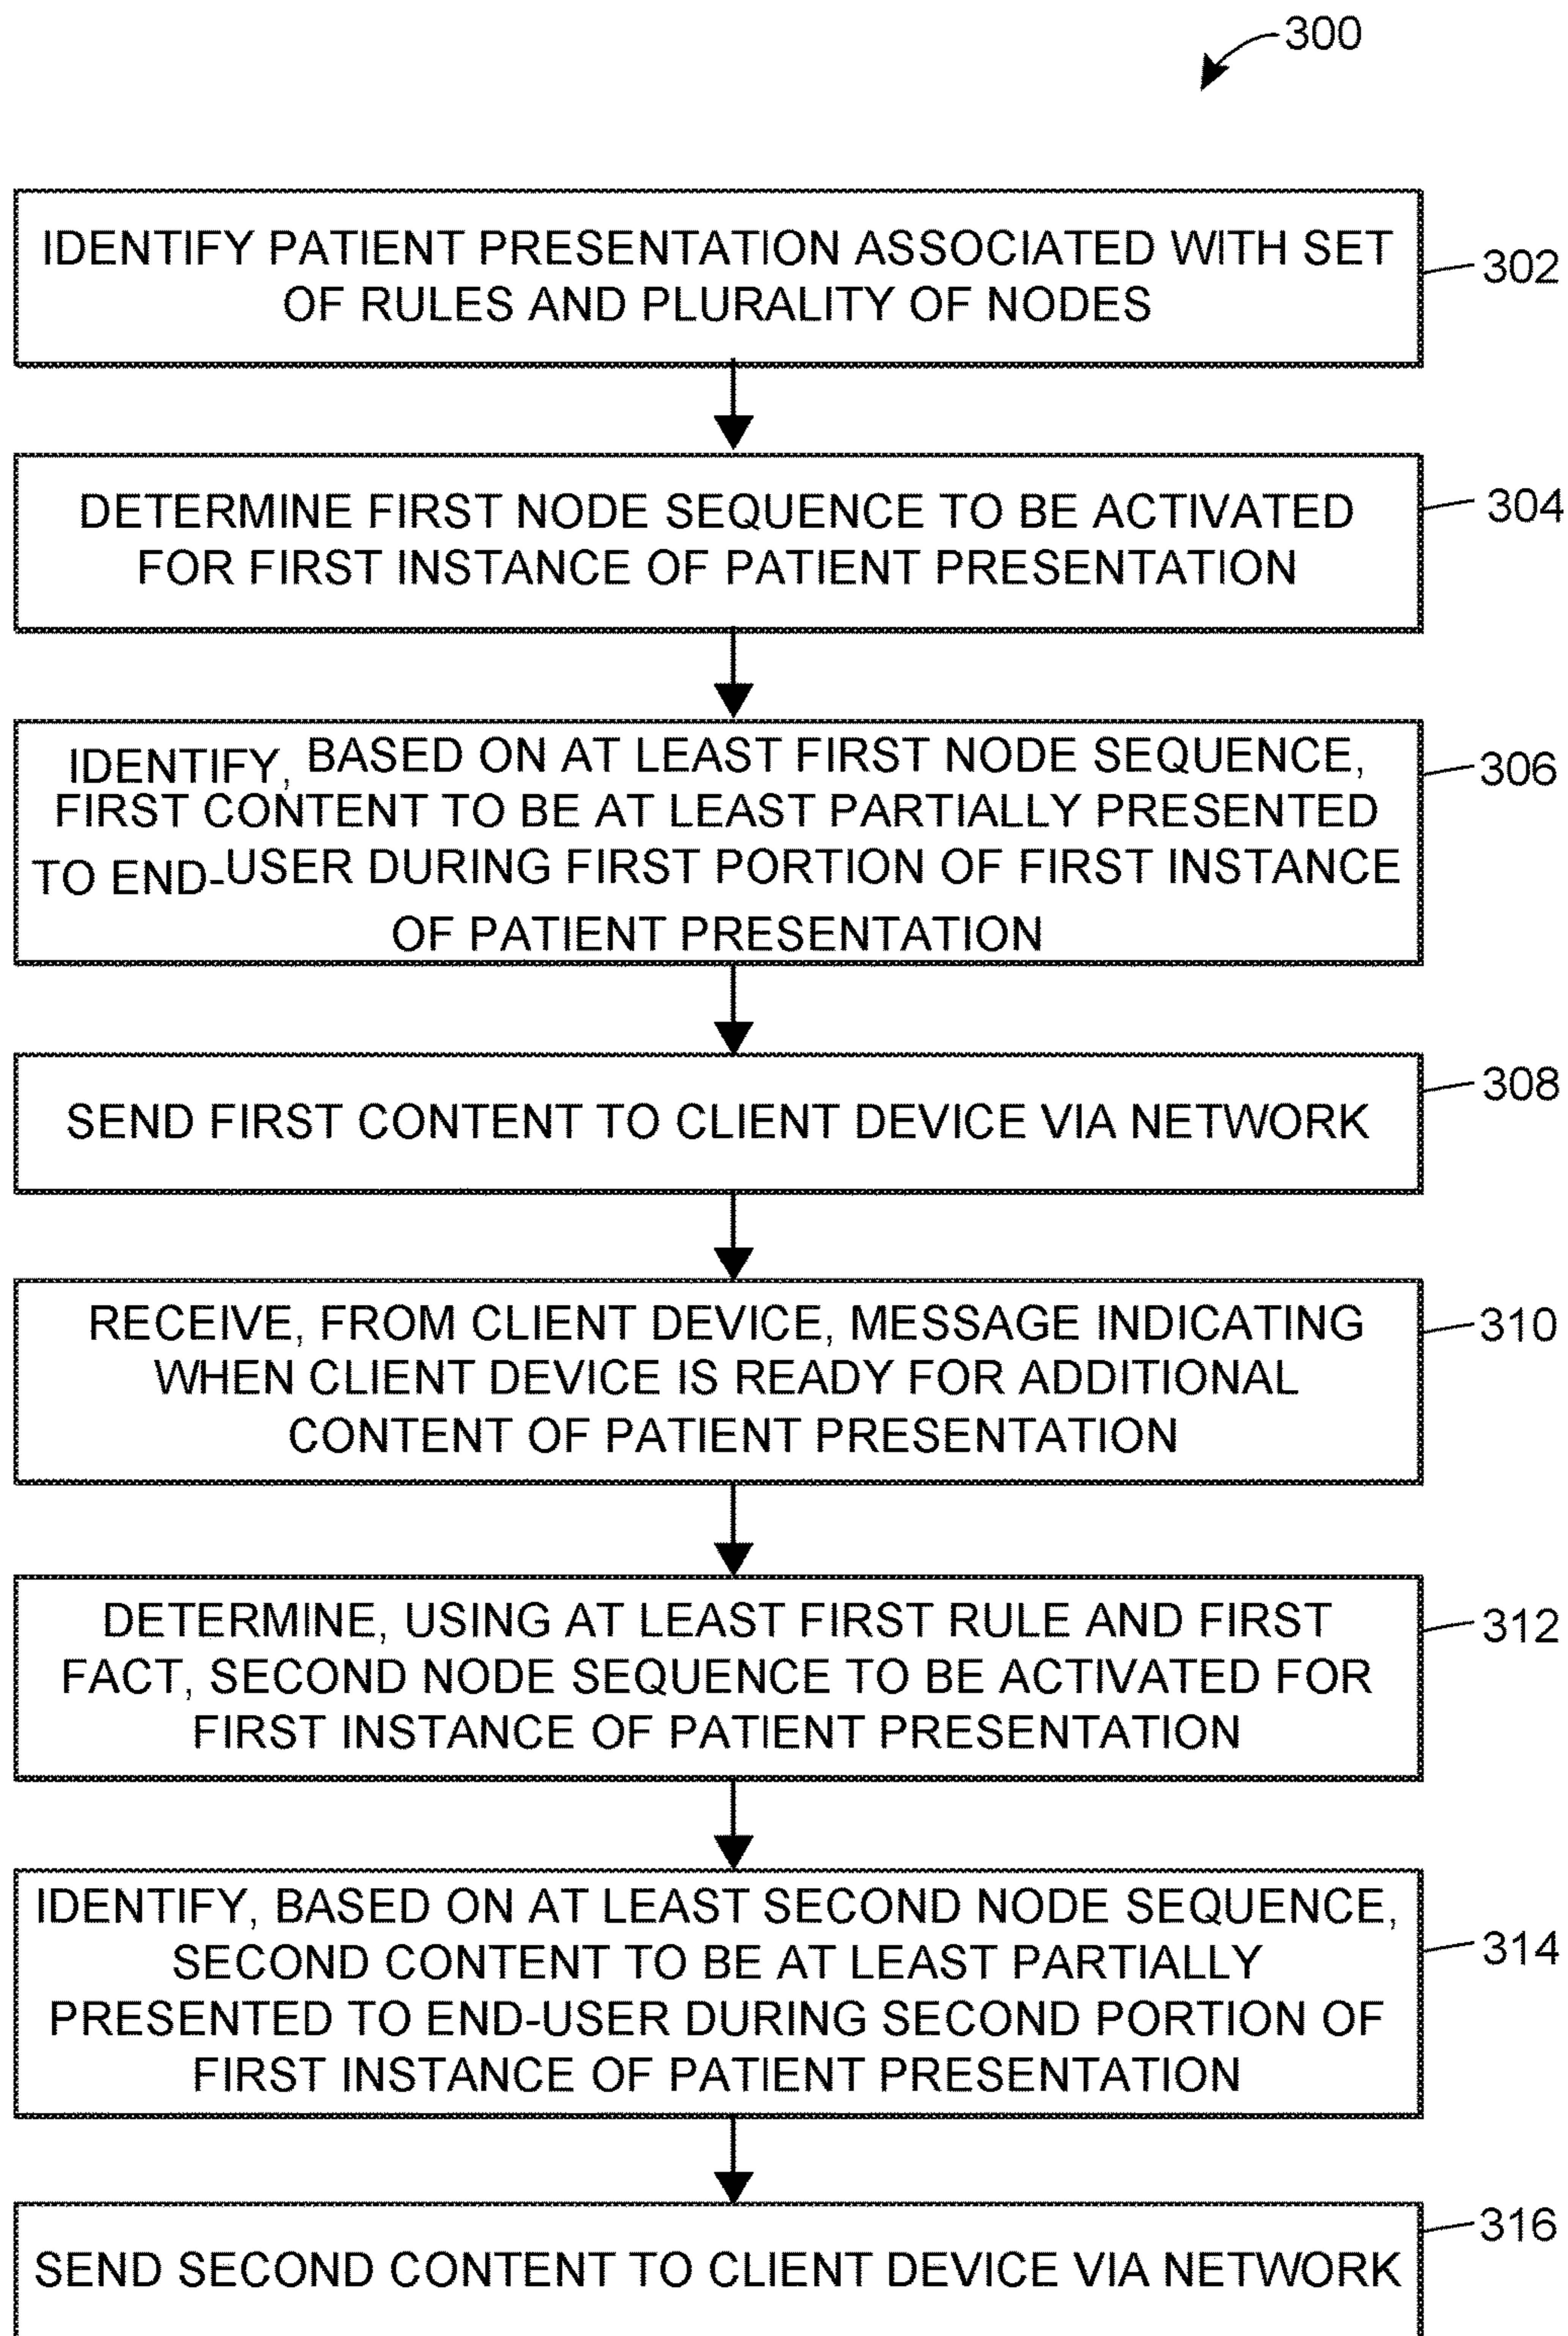 300
IDENTIFY PATIENT PRESENTATION ASSOCIATED WITH SET
OF RULES AND PLURALITY OF NODES
302
DETERMINE FIRST NODE SEQUENCE TO BE ACTIVATED
FOR FIRST INSTANCE OF PATIENT PRESENTATION
304
IDENTIFY, BASED ON AT LEAST FIRST NODE SEQUENCE,
FIRST CONTENT TO BE AT LEAST PARTIALLY PRESENTED
TO END-USER DURING FIRST PORTION OF FIRST INSTANCE
OF PATIENT PRESENTATION
306
SEND FIRST CONTENT TO CLIENT DEVICE VIA NETWORK
308
RECEIVE, FROM CLIENT DEVICE, MESSAGE INDICATING
WHEN CLIENT DEVICE IS READY FOR ADDITIONAL
CONTENT OF PATIENT PRESENTATION
310
DETERMINE, USING AT LEAST FIRST RULE AND FIRST
FACT, SECOND NODE SEQUENCE TO BE ACTIVATED FOR
FIRST INSTANCE OF PATIENT PRESENTATION
312
IDENTIFY, BASED ON AT LEAST SECOND NODE SEQUENCE,
SECOND CONTENT TO BE AT LEAST PARTIALLY
PRESENTED TO END-USER DURING SECOND PORTION OF
FIRST INSTANCE OF PATIENT PRESENTATION
314
SEND SECOND CONTENT TO CLIENT DEVICE VIA NETWORK
316